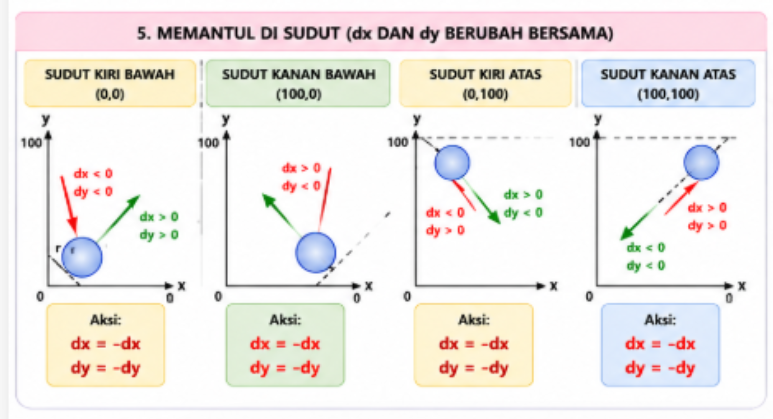 5. MEMANTUL DI SUDUT (dx DAN dy BERUBAH BERSAMA)
SUDUT KIRI BAWAH
(0,0)
y
100
dx < 0
dy < 0
dx > 0
dy > 0
r
r
x
0
0
Aksi:
dx = -dx
dy = -dy
SUDUT KANAN BAWAH
(100,0)
y
100
dx > 0
dy < 0
x
0
0
Aksi:
dx = -dx
dy = -dy
SUDUT KIRI ATAS
(0,100)
y
100
dx > 0
dy < 0
dx < 0
dy > 0
x
0
Aksi:
dx = -dx
dy = -dy
SUDUT KANAN ATAS
(100,100)
y
100
dx > 0
dy > 0
dx < 0
dy < 0
x
0
0
Aksi:
dx = -dx
dy = -dy